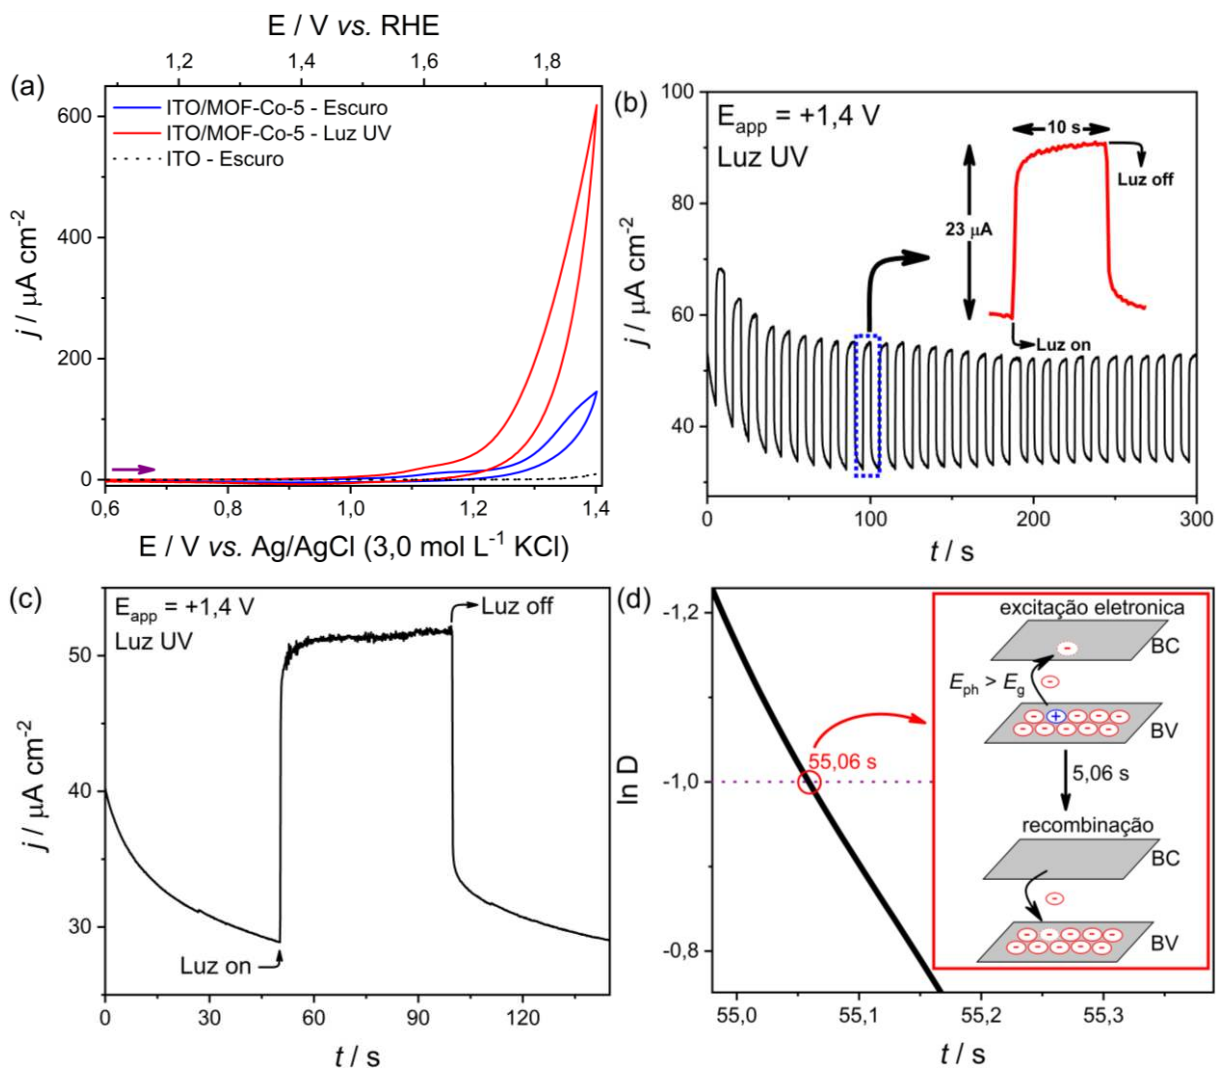 E / V vs. RHE
1,2 1,4 1,6 1,8
(a)
ITO/MOF-Co-5 - Escuro
ITO/MOF-Co-5 - Luz UV
ITO - Escuro
600
400
200
0
j / μA cm-2
0,6 0,8 1,0 1,2 1,4
E / V vs. Ag/AgCl (3,0 mol L-1 KCl)
(b)
Eapp = +1,4 V
Luz UV
10 s
Luz off
23 μA
Luz on
100
80
60
40
j / μA cm-2
0 100 200 300
t / s
(c)
Eapp = +1,4 V
Luz UV
Luz off
Luz on
50
40
30
j / μA cm-2
0 30 60 90 120
t / s
(d)
-1,2
-1,0
-0,8
ln D
55,06 s
excitação eletronica
BC
Eph > Eg
BV
5,06 s
recombinação
BC
BV
55,0 55,1 55,2 55,3
t / s